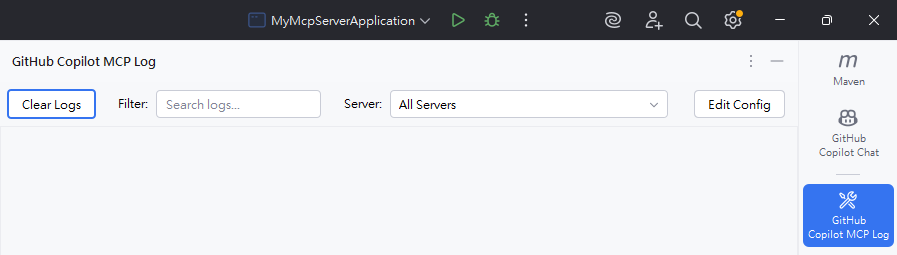 MyMcpServerApplication
GitHub Copilot MCP Log
Clear Logs
Filter:
Search logs...
Server:
All Servers
Edit Config
Maven
GitHub
Copilot Chat
GitHub
Copilot MCP Log